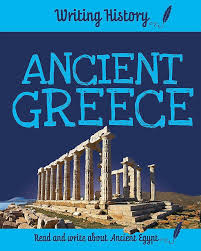 Writing History
ANCIENT
GREECE
Read and write about Ancient Egypt